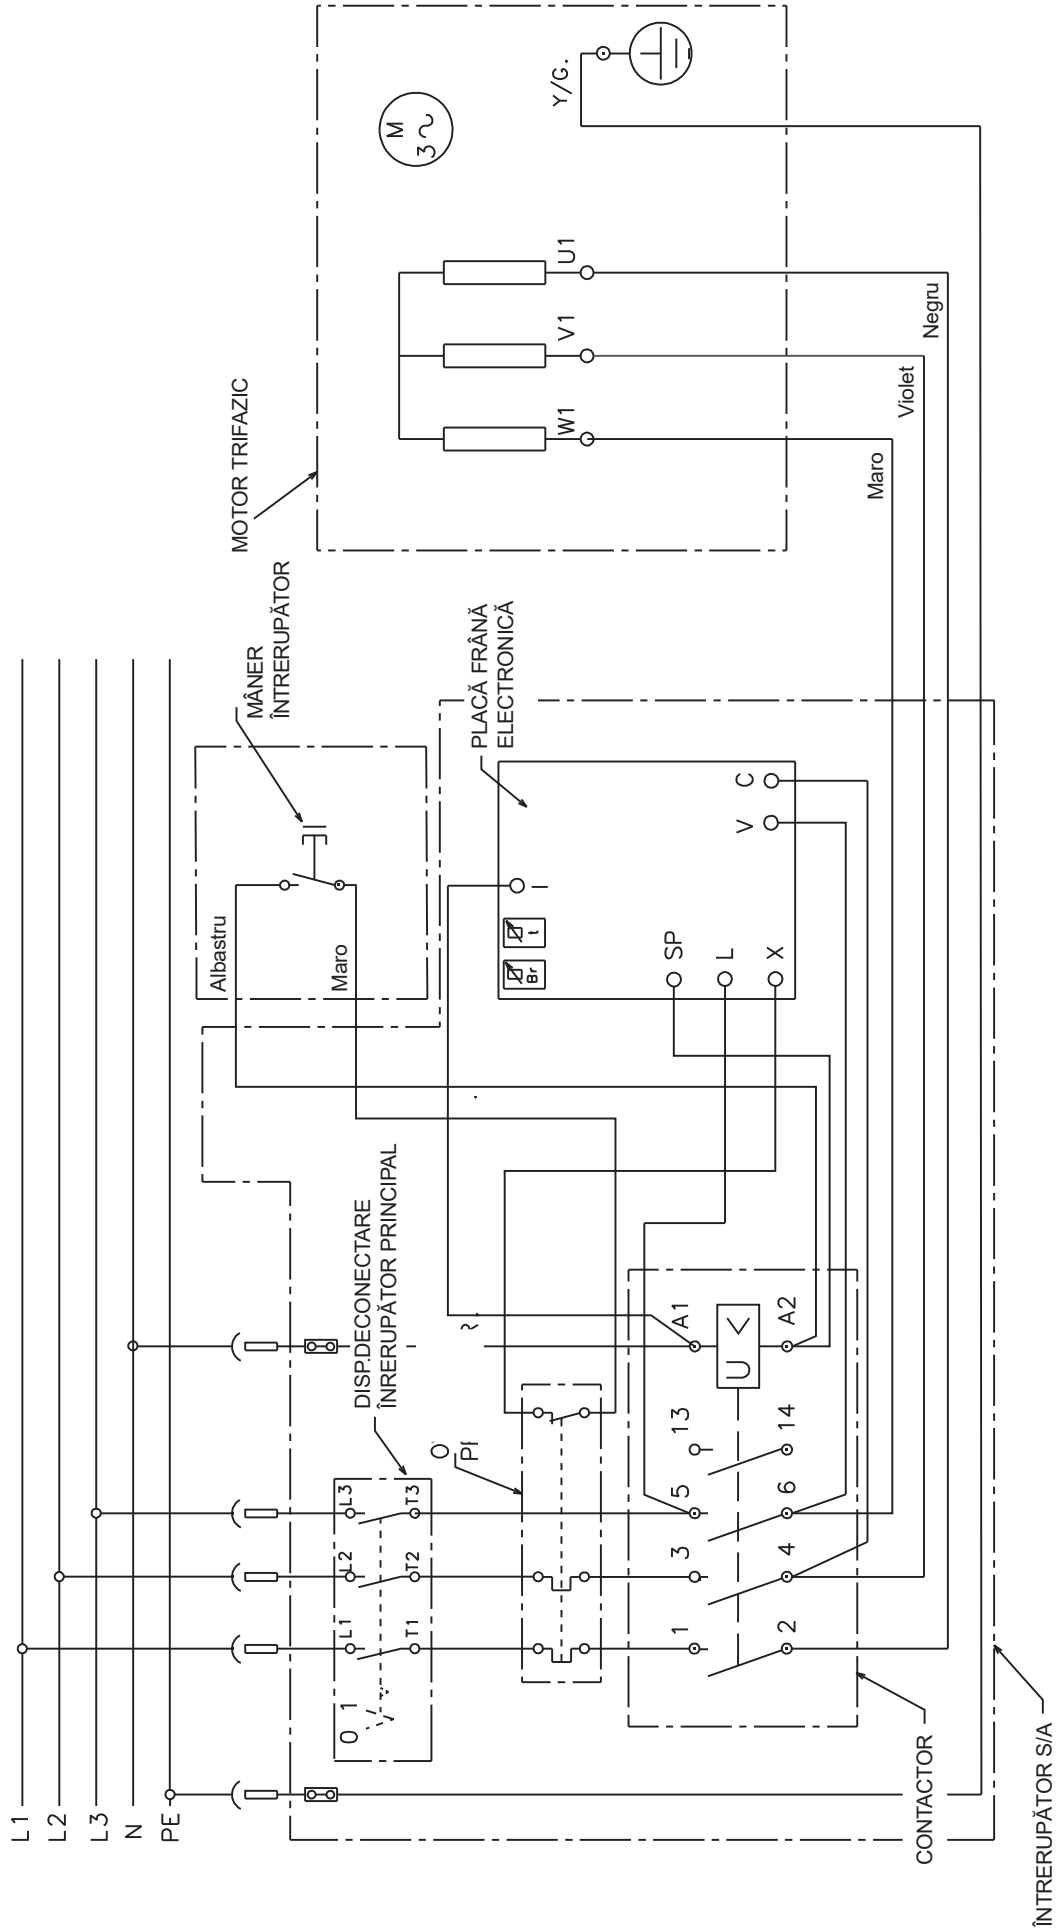 L1
L2
L3
N
PE
MOTOR TRIFAZIC
M
3~
Y/G.
U1
V1
W1
Negru
Violet
Maro
MÂNER
ÎNTRERUPĂTOR
Albastru
Maro
PLACĂ FRÂNĂ
ELECTRONICĂ
I
t
Br
SP
L
X
V
C
DISP.DECONECTARE
ÎNRERUPĂTOR PRINCIPAL
0 1
L1
L2
L3
T1
T2
T3
A1
A2
U <
13
14
5
6
3
4
1
2
CONTACTOR
ÎNTRERUPĂTOR S/A